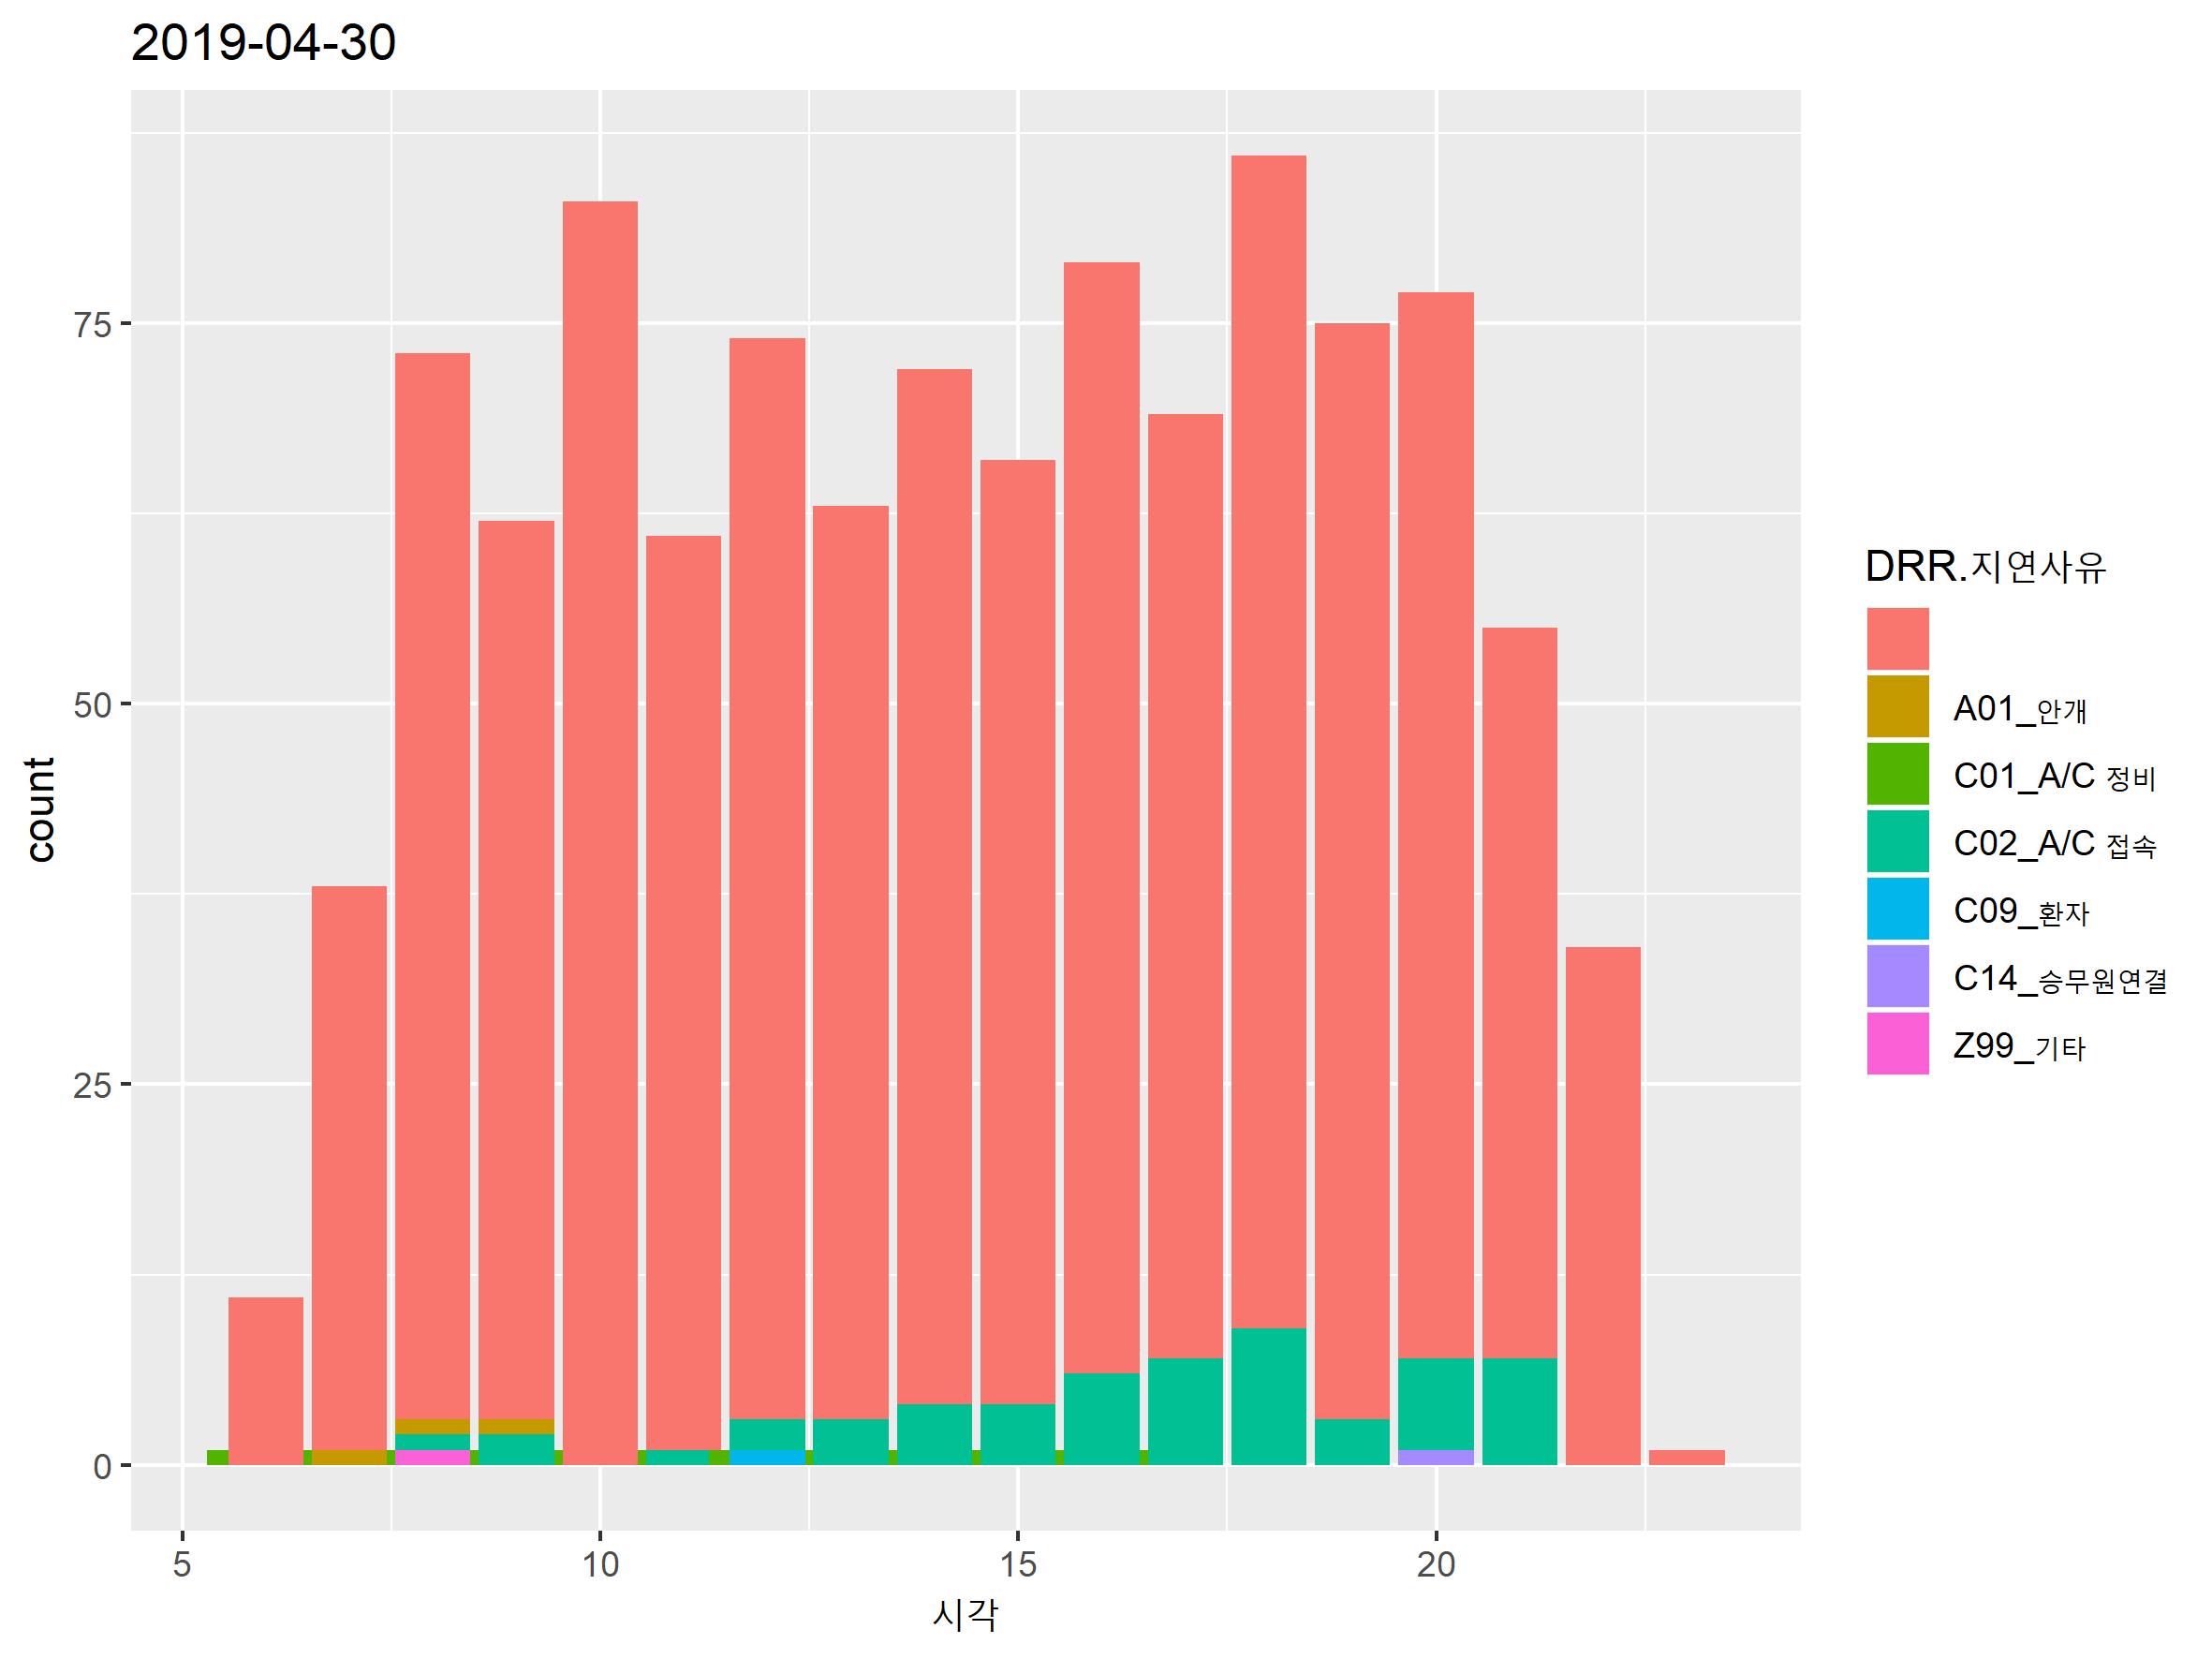 2019-04-30
75
50
25
0
count
5 10 15 20
시각
DRR.지연사유
A01_안개
C01_A/C 정비
C02_A/C 접속
C09_환자
C14_승무원연결
Z99_기타